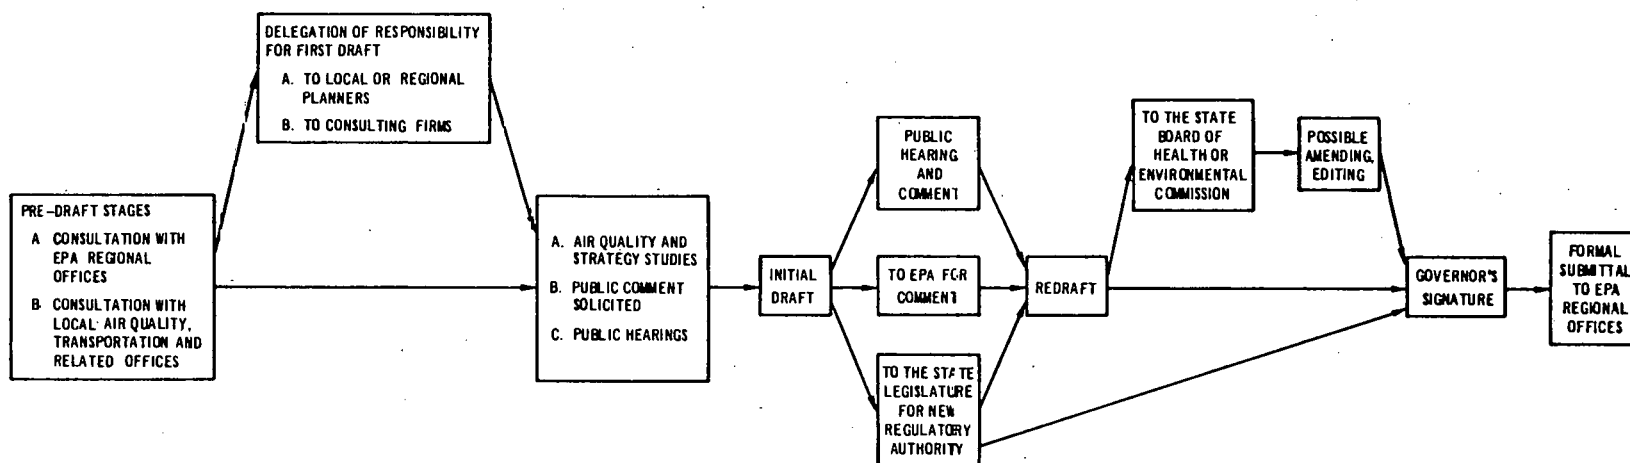 DELEGATION OF RESPONSIBILITY
FOR FIRST DRAFT
A. TO LOCAL OR REGIONAL
PLANNERS
B. TO CONSULTING FIRMS
PRE-DRAFT STAGES
A CONSULTATION WITH
EPA REGIONAL
OFFICES
B. CONSULTATION WITH
LOCAL AIR QUALITY,
TRANSPORTATION AND
RELATED OFFICES
A. AIR QUALITY AND
STRATEGY STUDIES
B. PUBLIC COMMENT
SOLICITED
C. PUBLIC HEARINGS
INITIAL
DRAFT
PUBLIC
HEARING
AND
COMMENT
TO EPA FOR
COMMENT
TO THE STATE
LEGISLATURE
FOR NEW
REGULATORY
AUTHORITY
REDRAFT
TO THE STATE
BOARD OF
HEALTH OR
ENVIRONMENTAL
COMMISSION
POSSIBLE
AMENDING,
EDITING
GOVERNOR'S
SIGNATURE
FORMAL
SUBMITTAL
TO EPA
REGIONAL
OFFICES